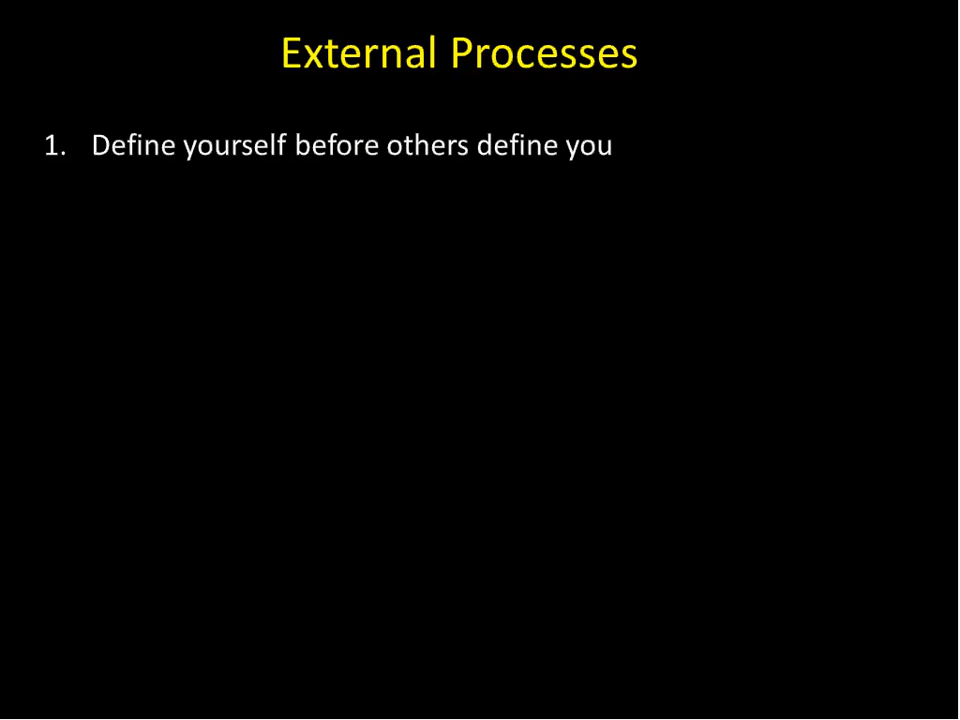 External Processes
1. Define yourself before others define you